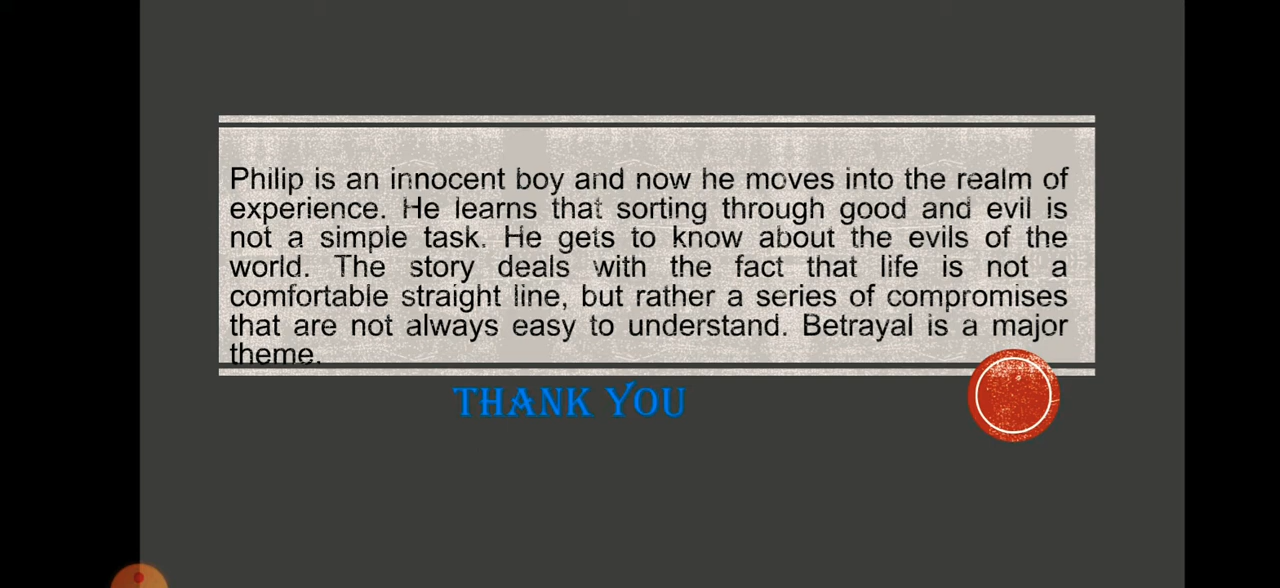 Philip is an innocent boy and now he moves into the realm of
experience. He learns that sorting through good and evil is
not a simple task. He gets to know about the evils of the
world. The story deals with the fact that life is not a
comfortable straight line, but rather a series of compromises
that are not always easy to understand. Betrayal is a major
theme.
THANK YOU